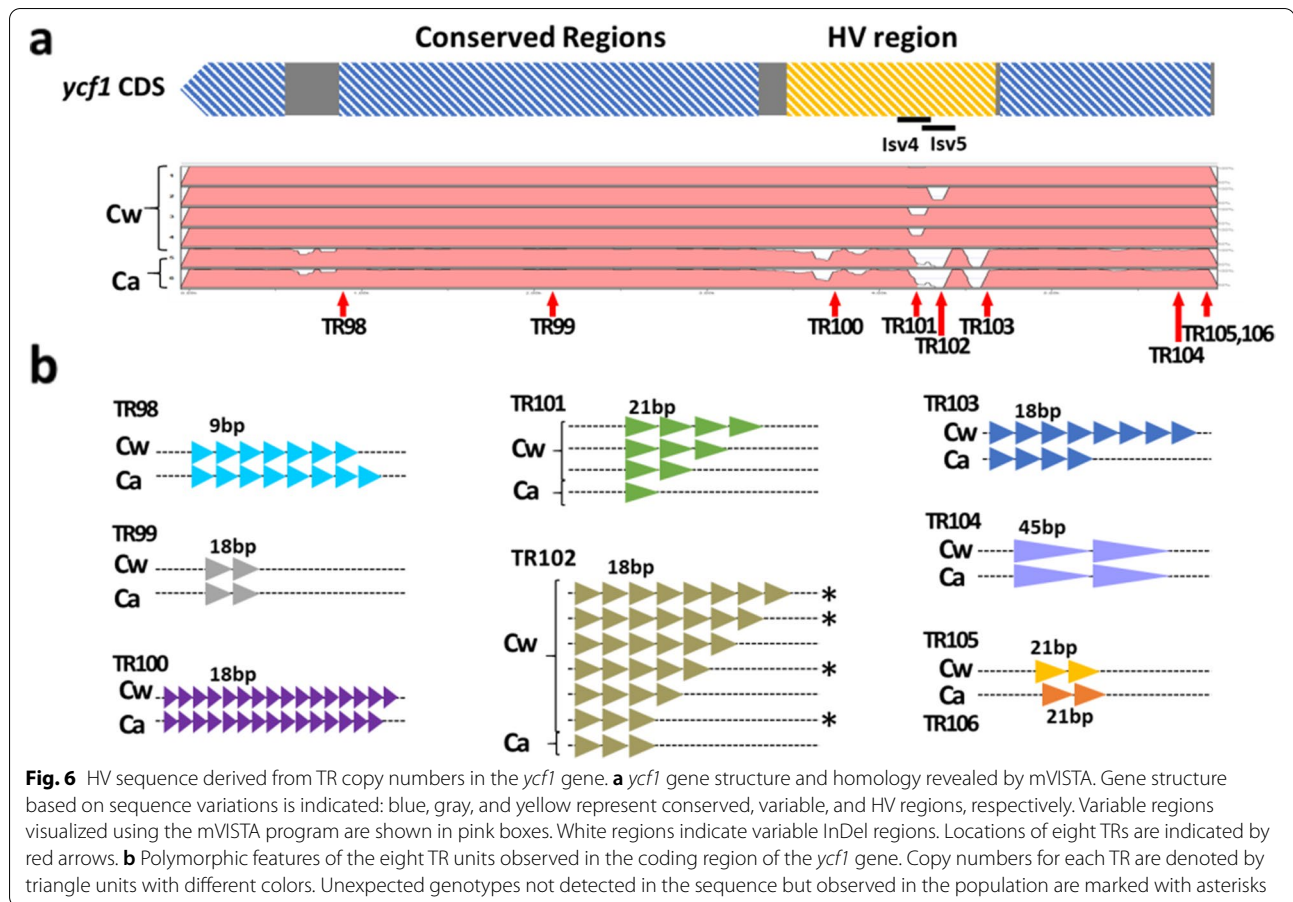 a
Conserved Regions
HV region
ycf1 CDS
Isv4
Isv5
Cw
Ca
TR98
TR99
TR100
TR101
TR102
TR103
TR104
TR105,106
b
TR98
9bp
Cw
Ca
TR99
18bp
Cw
Ca
TR100
18bp
Cw
Ca
TR101
21bp
Cw
Ca
TR102
18bp
*
*
Cw
*
*
Ca
TR103
18bp
Cw
Ca
TR104
45bp
Cw
Ca
TR105
21bp
Cw
Ca
21bp
TR106
Fig. 6 HV sequence derived from TR copy numbers in the ycf1 gene. a ycf1 gene structure and homology revealed by mVISTA. Gene structure
based on sequence variations is indicated: blue, gray, and yellow represent conserved, variable, and HV regions, respectively. Variable regions
visualized using the mVISTA program are shown in pink boxes. White regions indicate variable InDel regions. Locations of eight TRs are indicated by
red arrows. b Polymorphic features of the eight TR units observed in the coding region of the ycf1 gene. Copy numbers for each TR are denoted by
triangle units with different colors. Unexpected genotypes not detected in the sequence but observed in the population are marked with asterisks